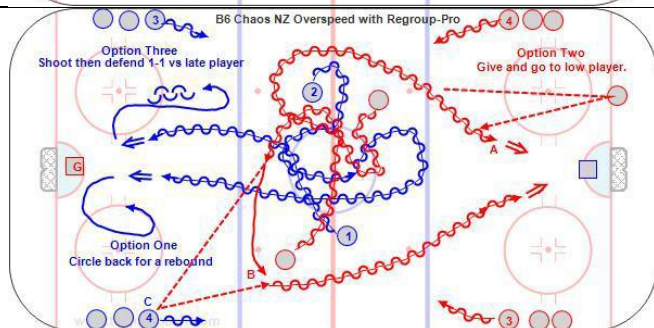 B6 Chaos NZ Overspeed with Regroup-Pro
3
4
Option Three
Shoot then defend 1-1 vs late player
Option Two
Give and go to low player.
2
A
G
1
Option One
Circle back for a rebound
B
C
4
3